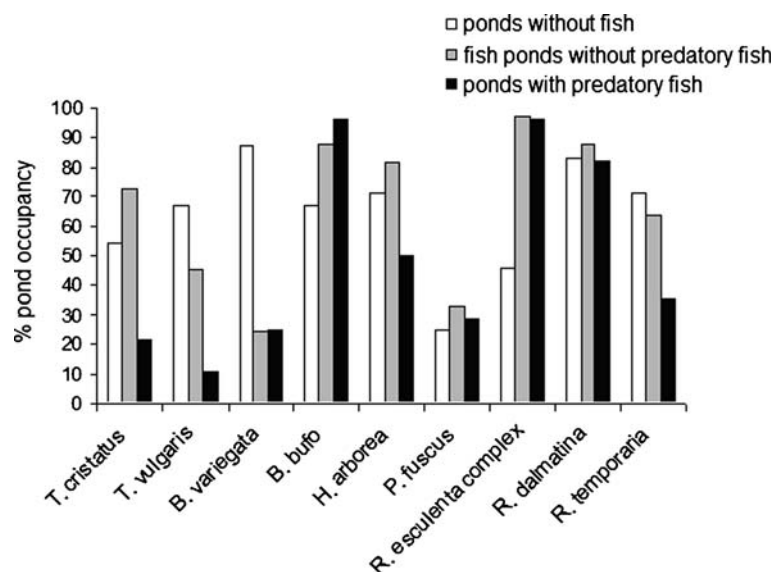 ponds without fish
fish ponds without predatory fish
ponds with predatory fish
100
90
80
70
60
50
40
30
20
10
0
% pond occupancy
T. cristatus
T. vulgaris
B. variegata
B. bufo
H. arborea
P. fuscus
R. esculenta complex
R. dalmatina
R. temporaria